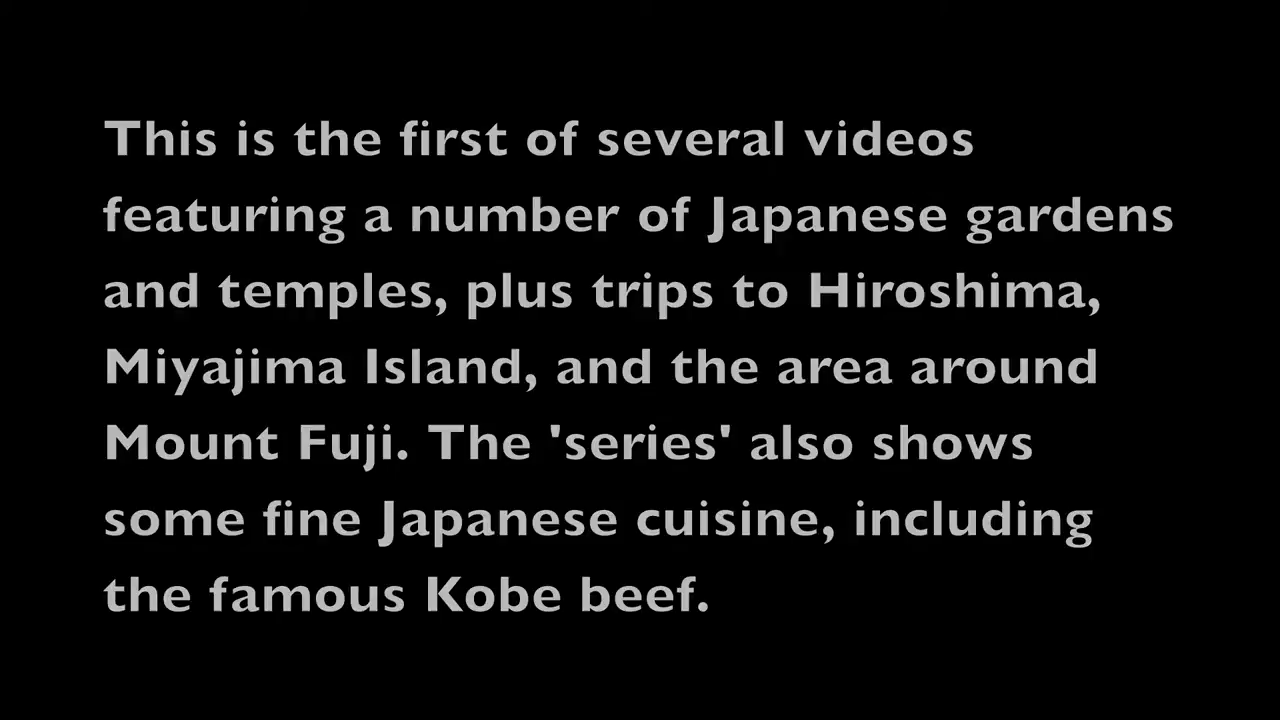 This is the first of several videos
featuring a number of Japanese gardens
and temples, plus trips to Hiroshima,
Miyajima Island, and the area around
Mount Fuji. The 'series' also shows
some fine Japanese cuisine, including
the famous Kobe beef.